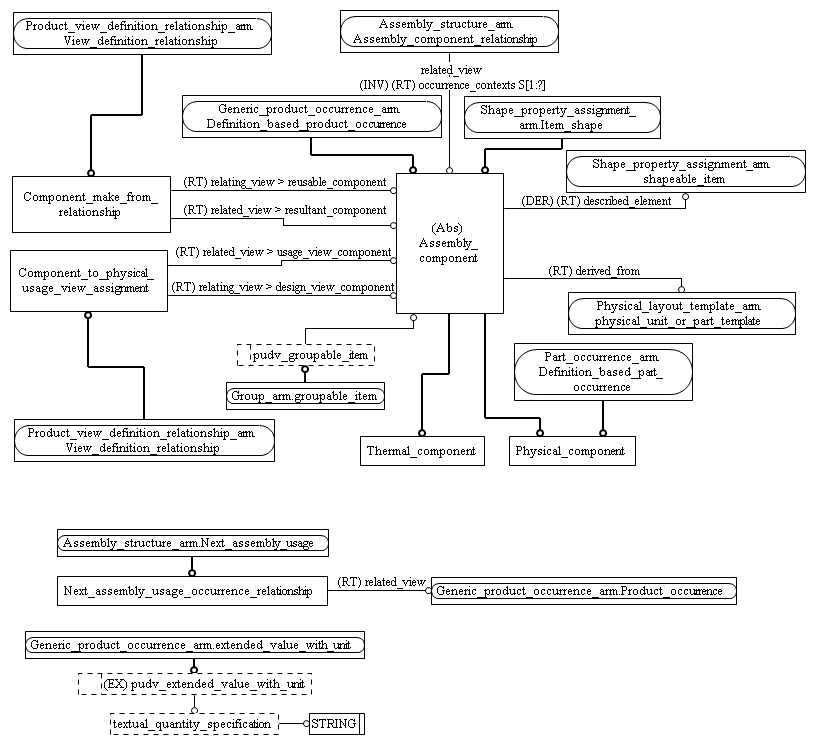 Product_view_definition_relationship_arm.
View_definition_relationship
Assembly_structure_arm.
Assembly_component_relationship
related_view
(INV) (RT) occurrence_contexts S[1:?]
Generic_product_occurrence_arm.
Definition_based_product_occurrence
Shape_property_assignment_
arm.Item_shape
Shape_property_assignment_arm.
shapeable_item
Component_make_from_
relationship
(RT) relating_view > reusable_component
(RT) related_view > resultant_component
(DER) (RT) described_element
(Abs)
Assembly_
component
(RT) related_view > usage_view_component
Component_to_physical_
usage_view_assignment
(RT) relating_view > design_view_component
(RT) derived_from
Physical_layout_template_arm.
physical_unit_or_part_template
pudv_groupable_item
Group_arm.groupable_item
Part_occurrence_arm.
Definition_based_part_
occurrence
Product_view_definition_relationship_arm.
View_definition_relationship
Thermal_component
Physical_component
Assembly_structure_arm.Next_assembly_usage
Next_assembly_usage_occurrence_relationship
(RT) related_view
Generic_product_occurrence_arm.Product_occurrence
Generic_product_occurrence_arm.extended_value_with_unit
(EX) pudv_extended_value_with_unit
textual_quantity_specification
STRING